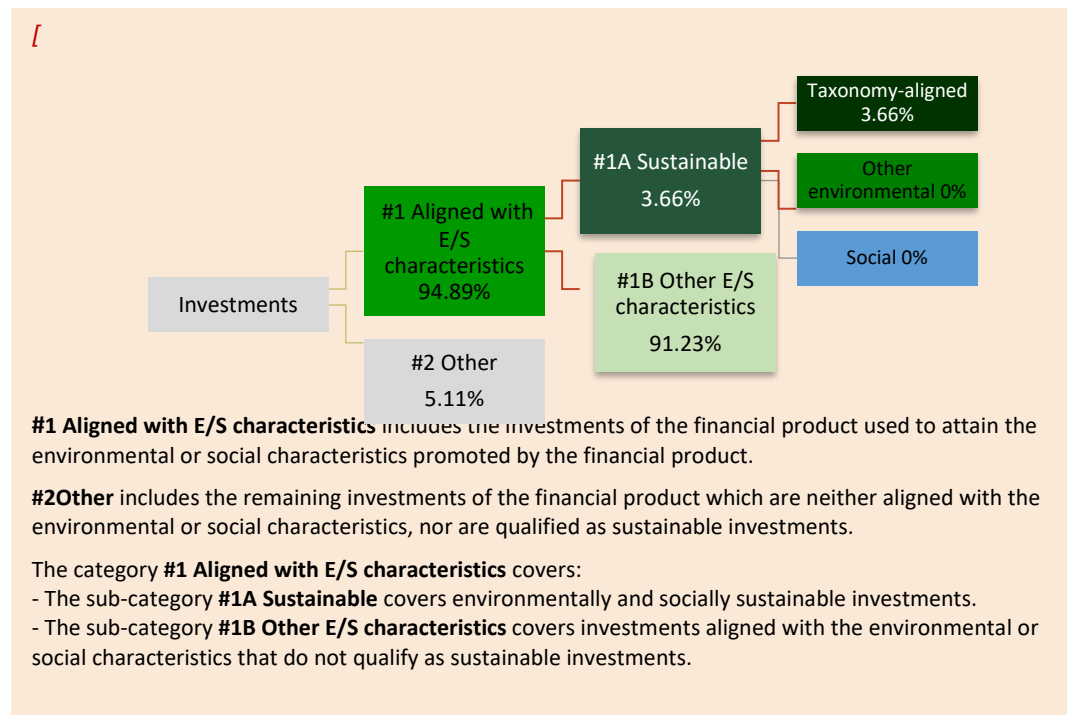 [
Taxonomy-aligned
3.66%
#1A Sustainable
3.66%
Other
environmental 0%
#1 Aligned with
E/S
characteristics
94.89%
Social 0%
#1B Other E/S
characteristics
91.23%
Investments
#2 Other
5.11%
#1 Aligned with E/S characteristics includes the investments of the financial product used to attain the
environmental or social characteristics promoted by the financial product.
#2Other includes the remaining investments of the financial product which are neither aligned with the
environmental or social characteristics, nor are qualified as sustainable investments.
The category #1 Aligned with E/S characteristics covers:
- The sub-category #1A Sustainable covers environmentally and socially sustainable investments.
- The sub-category #1B Other E/S characteristics covers investments aligned with the environmental or
social characteristics that do not qualify as sustainable investments.